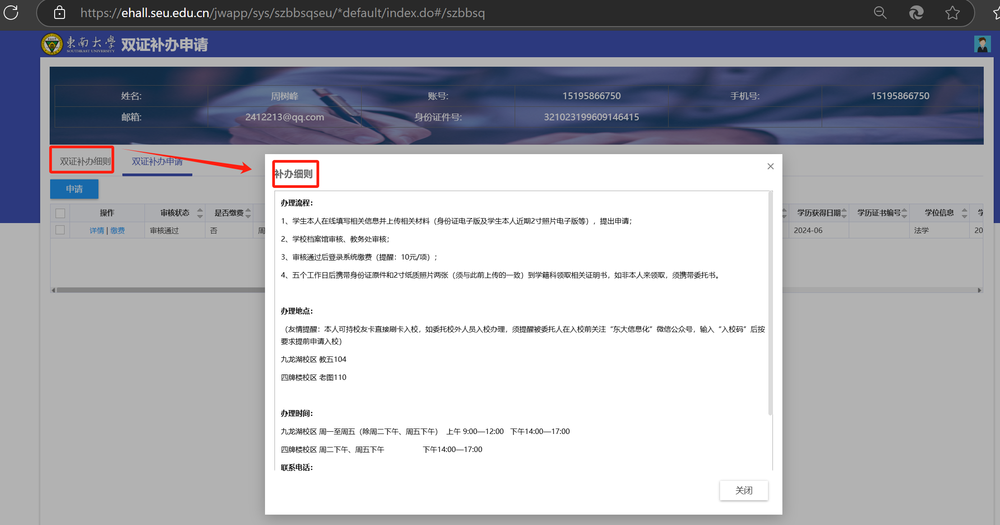 https://ehall.seu.edu.cn/jwapp/sys/szbbsqseu/*default/index.do#/szbbsq
東南大學 SOUTHEAST UNIVERSITY 双证补办申请
姓名: 周树峰 账号: 15195866750 手机号: 15195866750
邮箱: 2412213@qq.com 身份证件号: 321023199609146415
双证补办细则 双证补办申请
申请
操作 审核状态 是否缴费 学历获得日期 学历证书编号 学位信息 学
详情 | 缴费 审核通过 否 周 2024-06 法学 20
补办细则
办理流程：
1、学生本人在线填写相关信息并上传相关材料（身份证电子版及学生本人近期2寸照片电子版等），提出申请；
2、学校档案馆审核、教务处审核；
3、审核通过后登录系统缴费（提醒：10元/项）；
4、五个工作日后携带身份证原件和2寸纸质照片两张（须与此前上传的一致）到学籍科领取相关证明书，如非本人来领取，须携带委托书。
办理地点：
（友情提醒：本人可持校友卡直接刷卡入校，如委托校外人员入校办理，须提醒被委托人在入校前关注“东大信息化”微信公众号，输入“入校码”后按
要求提前申请入校）
九龙湖校区 教五104
四牌楼校区 老图110
办理时间：
九龙湖校区 周一至周五（除周二下午、周五下午） 上午 9:00—12:00 下午14:00—17:00
四牌楼校区 周二下午、周五下午 下午14:00—17:00
联系电话：
关闭